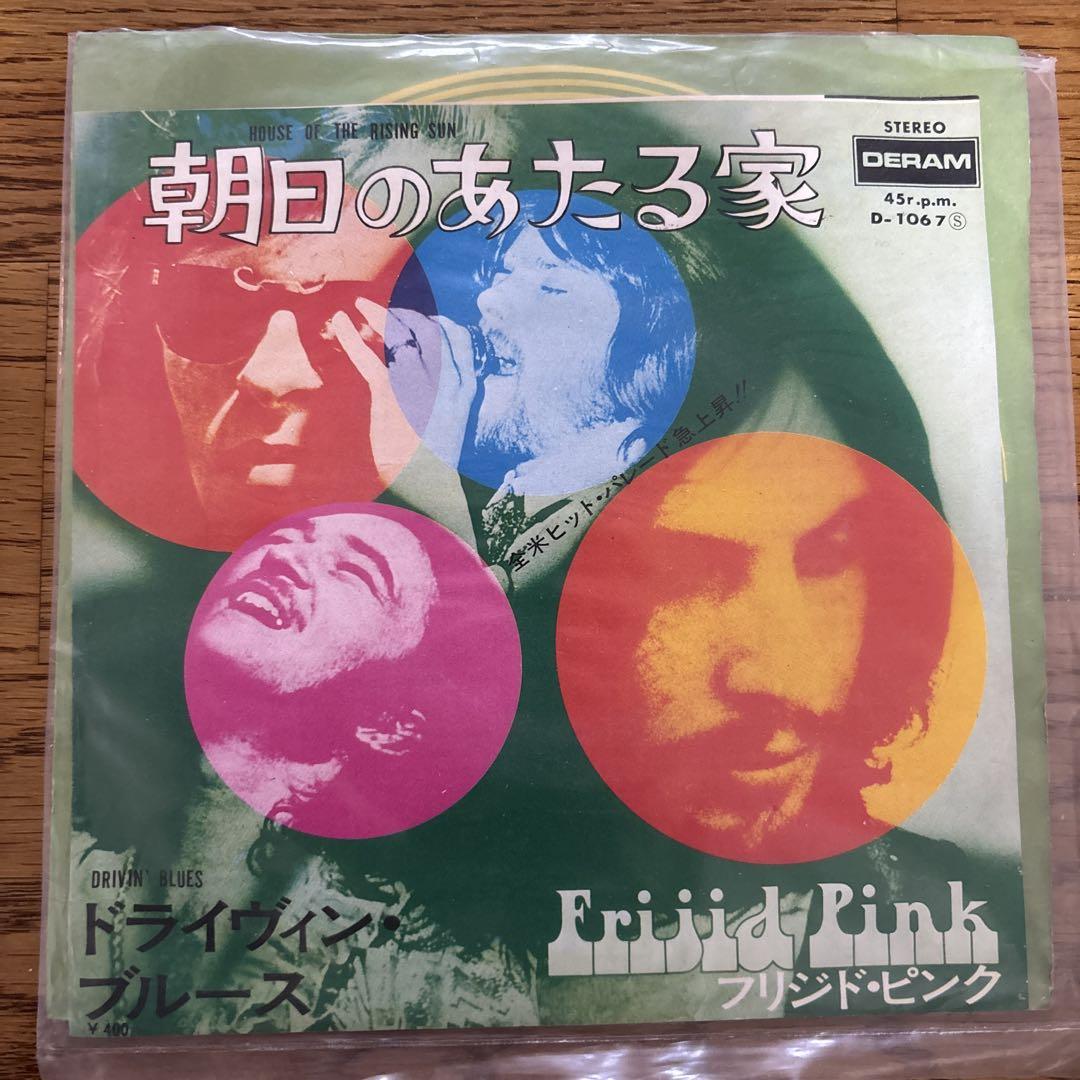 HOUSE OF THE RISING SUN
朝日のあたる家
STEREO
DERAM
45r.p.m.
D-1067Ⓢ
全米ヒット・パレード急上昇!!
DRIVIN' BLUES
ドライヴィン・
ブルース
¥400
Frijid Pink
フリジド・ピンク